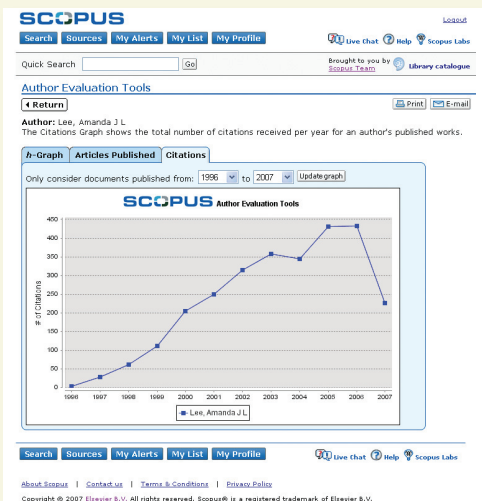 SCOPUS
Logout
Search Sources My Alerts My List My Profile Live Chat Help Scopus Labs
Quick Search Go Brought to you by Scopus Team Library catalogue
Author Evaluation Tools
Return Print E-mail
Author: Lee, Amanda J L
The Citations Graph shows the total number of citations received per year for an author's published works.
h-Graph Articles Published Citations
Only consider documents published from: 1996 to 2007 Update graph
SCOPUS Author Evaluation Tools
# of Citations
450
400
350
300
250
200
150
100
50
0
1996 1997 1998 1999 2000 2001 2002 2003 2004 2005 2006 2007
Lee, Amanda J L
Search Sources My Alerts My List My Profile Live Chat Help Scopus Labs
About Scopus | Contact us | Terms & Conditions | Privacy Policy
Copyright © 2007 Elsevier B.V. All rights reserved. Scopus® is a registered trademark of Elsevier B.V.